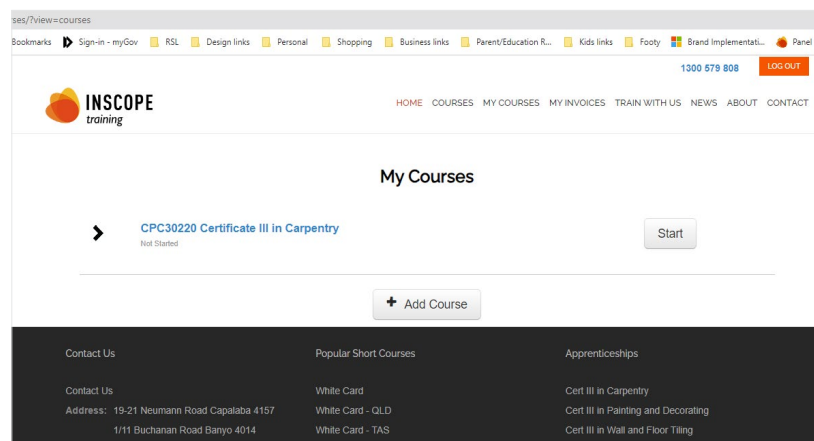 rses/?view=courses
Bookmarks Sign-in - myGov RSL Design links Personal Shopping Business links Parent/Education R... Kids links Footy Brand Implementati... Panel
1300 579 808 LOG OUT
INSCOPE
training
HOME COURSES MY COURSES MY INVOICES TRAIN WITH US NEWS ABOUT CONTACT
My Courses
CPC30220 Certificate III in Carpentry
Not Started
Start
+ Add Course
Contact Us Popular Short Courses Apprenticeships
Contact Us White Card Cert III in Carpentry
Address: 19-21 Neumann Road Capalaba 4157 White Card - QLD Cert III in Painting and Decorating
1/11 Buchanan Road Banyo 4014 White Card - TAS Cert III in Wall and Floor Tiling